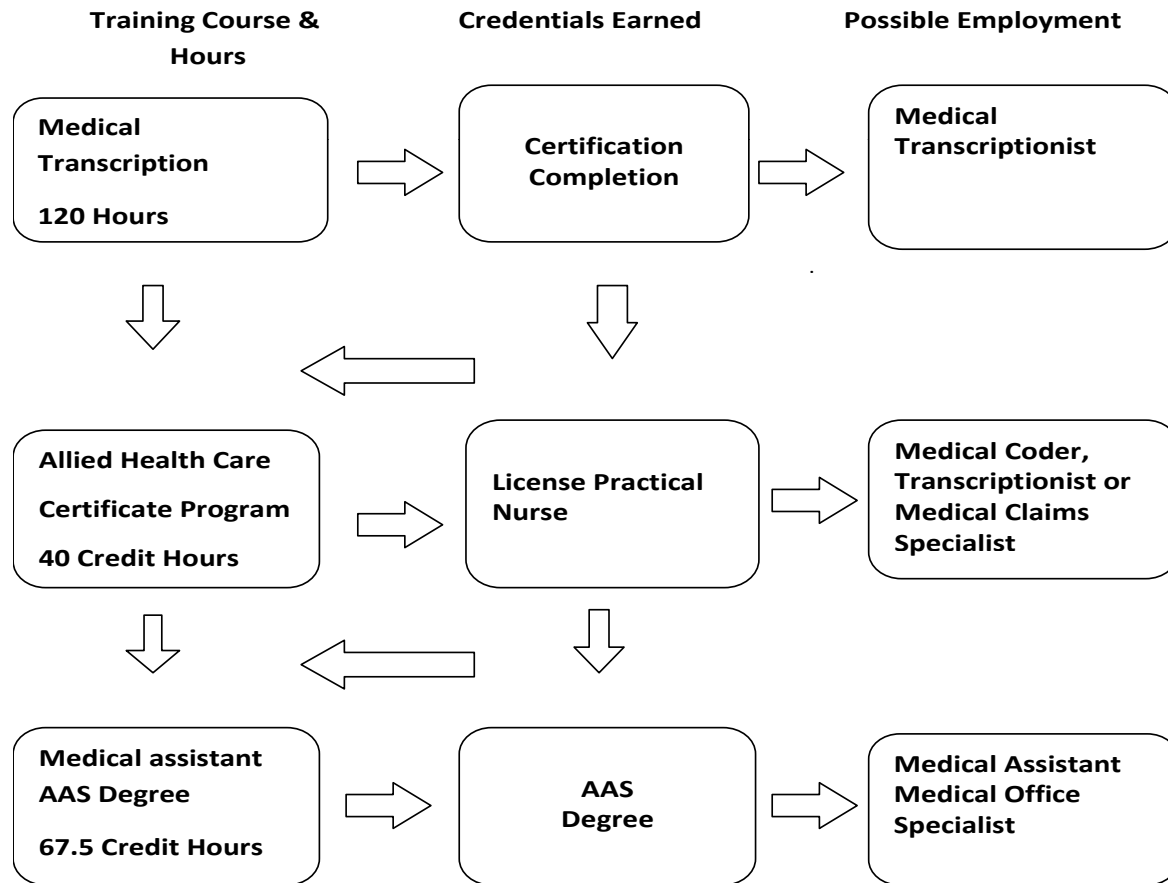 Training Course &
Hours
Credentials Earned
Possible Employment
Medical
Transcription
120 Hours
Certification
Completion
Medical
Transcriptionist
.
Allied Health Care
Certificate Program
40 Credit Hours
License Practical
Nurse
Medical Coder,
Transcriptionist or
Medical Claims
Specialist
Medical assistant
AAS Degree
67.5 Credit Hours
AAS
Degree
Medical Assistant
Medical Office
Specialist